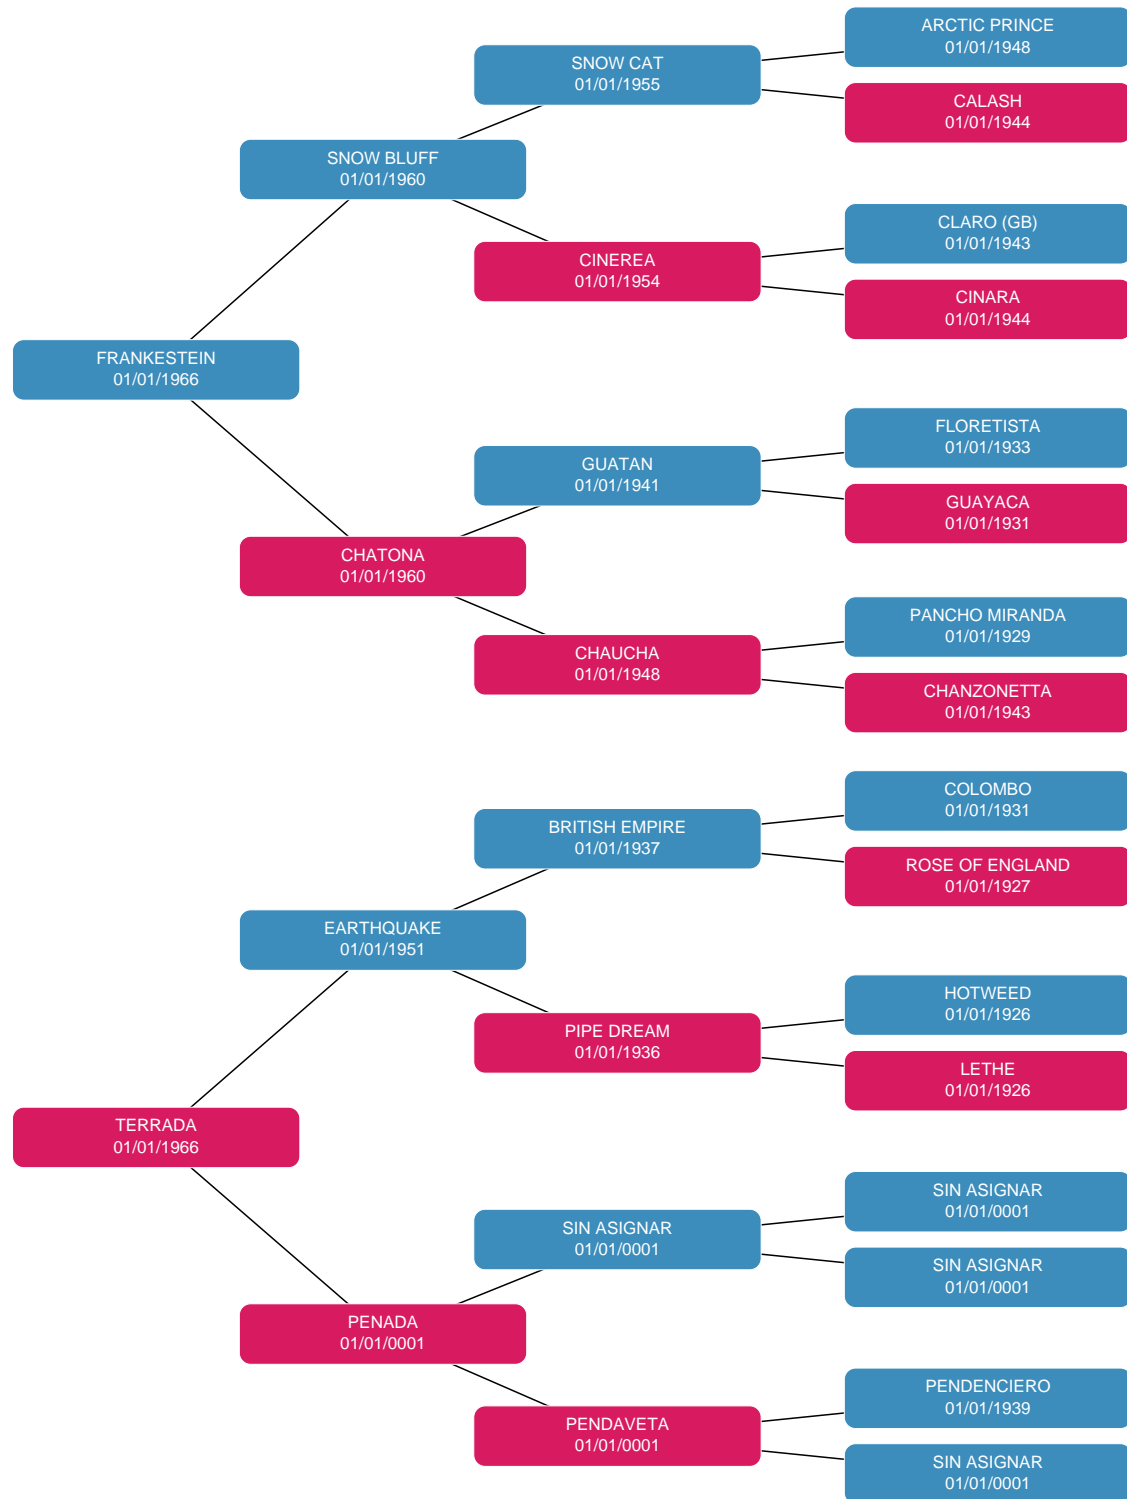 ARCTIC PRINCE
01/01/1948
SNOW CAT
01/01/1955
CALASH
01/01/1944
SNOW BLUFF
01/01/1960
CLARO (GB)
01/01/1943
CINEREA
01/01/1954
CINARA
01/01/1944
FRANKESTEIN
01/01/1966
FLORETISTA
01/01/1933
GUATAN
01/01/1941
GUAYACA
01/01/1931
CHATONA
01/01/1960
PANCHO MIRANDA
01/01/1929
CHAUCHA
01/01/1948
CHANZONETTA
01/01/1943
COLOMBO
01/01/1931
BRITISH EMPIRE
01/01/1937
ROSE OF ENGLAND
01/01/1927
EARTHQUAKE
01/01/1951
HOTWEED
01/01/1926
PIPE DREAM
01/01/1936
LETHE
01/01/1926
TERRADA
01/01/1966
SIN ASIGNAR
01/01/0001
SIN ASIGNAR
01/01/0001
SIN ASIGNAR
01/01/0001
PENADA
01/01/0001
PENDENCIERO
01/01/1939
PENDAVETA
01/01/0001
SIN ASIGNAR
01/01/0001